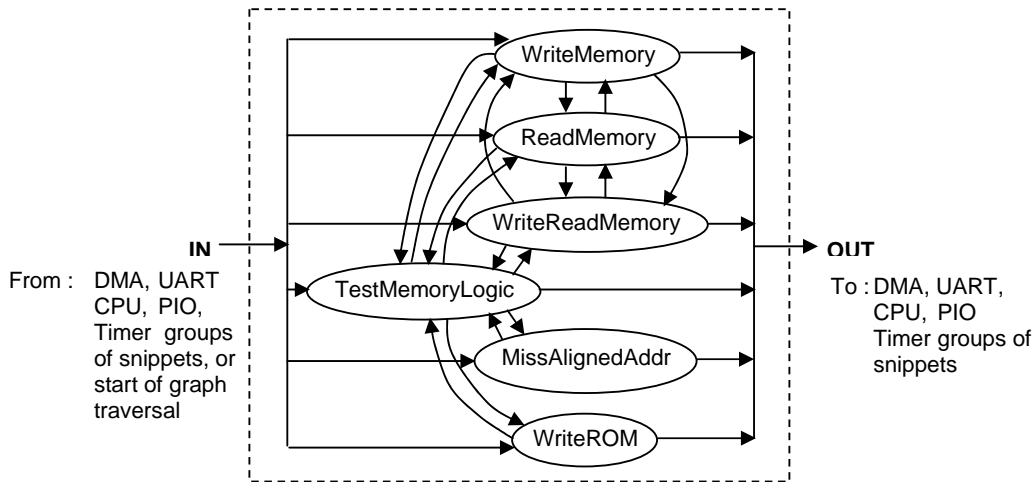 WriteMemory
ReadMemory
WriteReadMemory
IN
OUT
From : DMA, UART
CPU, PIO,
Timer groups
of snippets, or
start of graph
traversal
TestMemoryLogic
To : DMA, UART,
CPU, PIO
Timer groups of
snippets
MissAlignedAddr
WriteROM